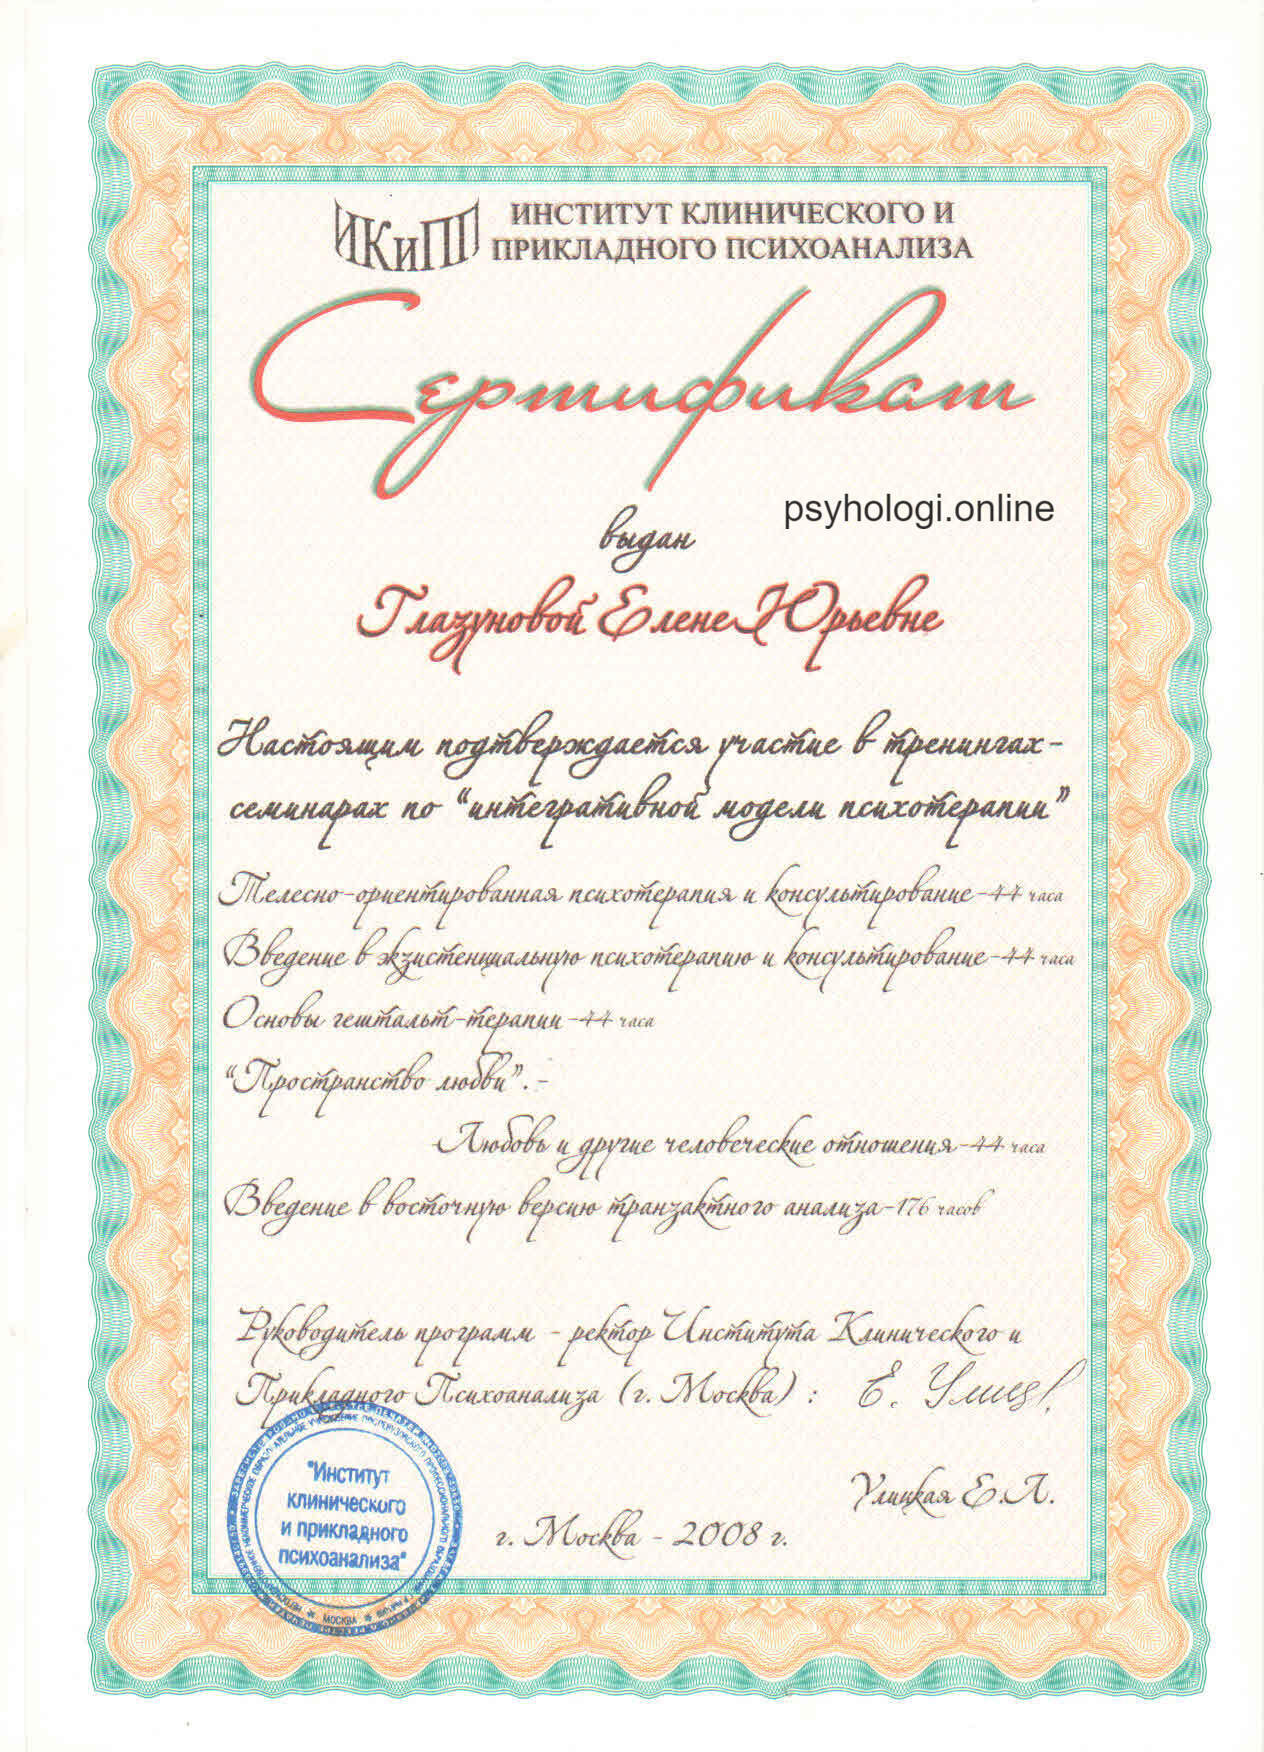 ИКиПП
ИНСТИТУТ КЛИНИЧЕСКОГО И
ПРИКЛАДНОГО ПСИХОАНАЛИЗА
Сертификат
psyhologi.online
выдан
Глазуновой Елене Юрьевне
Настоящим подтверждается участие в тренингах-
семинарах по “интегративной модели психотерапии”
Телесно-ориентированная психотерапия и консультирование-44 часа
Введение в экзистенциальную психотерапию и консультирование-44 часа
Основы гештальт-терапии-44 часа
“Пространство любви”. -
Любовь и другие человеческие отношения-44 часа
Введение в восточную версию транзактного анализа-176 часов
Руководитель программ - ректор Института Клинического и
Прикладного Психоанализа (г. Москва) :
Улицкая Е.Л.
г. Москва - 2008 г.
"Институт
клинического
и прикладного
психоанализа"
МОСКВА